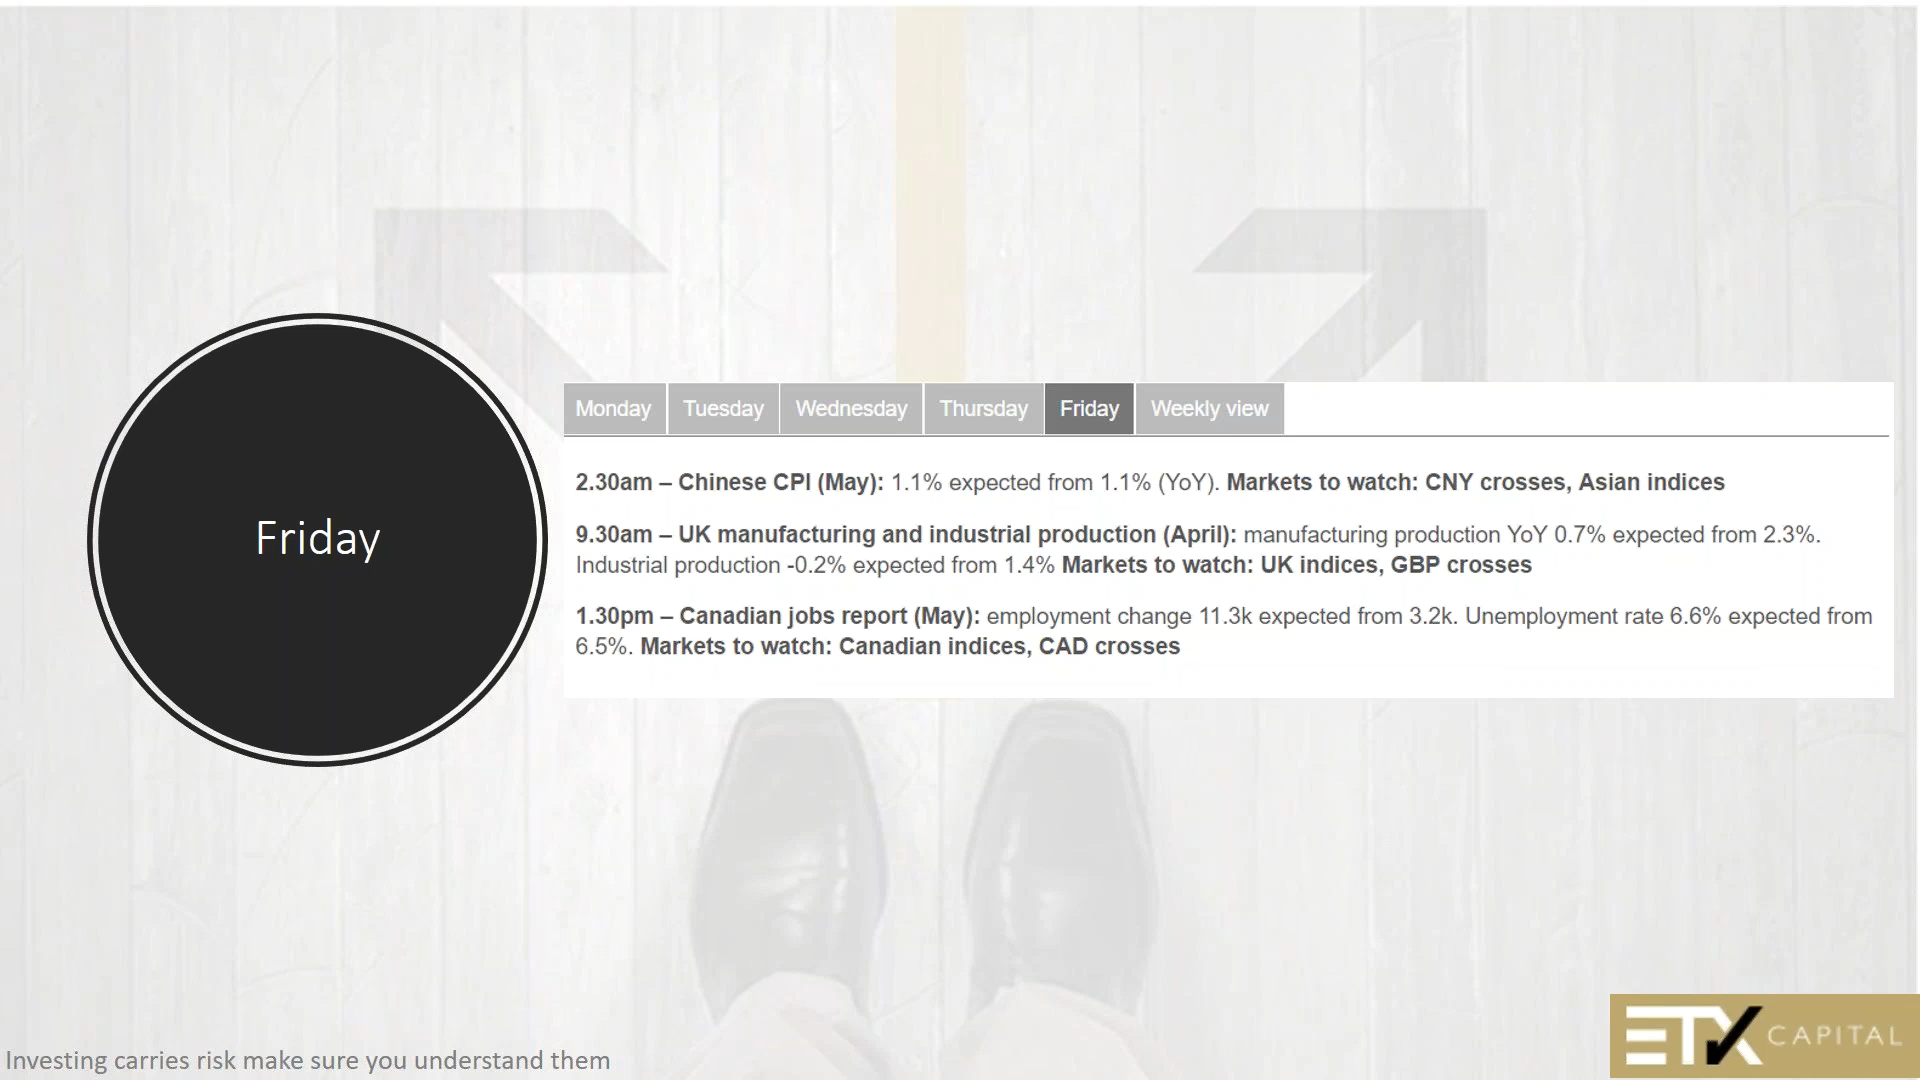 Friday
Monday Tuesday Wednesday Thursday Friday Weekly view
2.30am – Chinese CPI (May): 1.1% expected from 1.1% (YoY). Markets to watch: CNY crosses, Asian indices
9.30am – UK manufacturing and industrial production (April): manufacturing production YoY 0.7% expected from 2.3%.
Industrial production -0.2% expected from 1.4% Markets to watch: UK indices, GBP crosses
1.30pm – Canadian jobs report (May): employment change 11.3k expected from 3.2k. Unemployment rate 6.6% expected from
6.5%. Markets to watch: Canadian indices, CAD crosses
Investing carries risk make sure you understand them
ETX CAPITAL